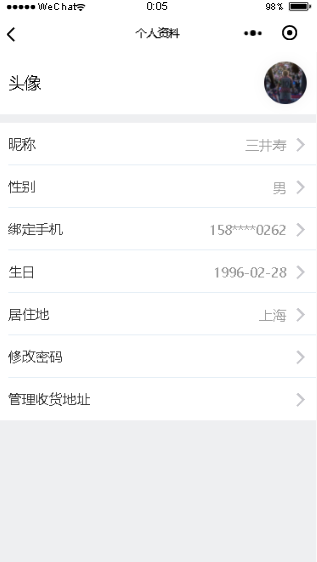 WeChat 0:05 98%
个人资料
头像
昵称 三井寿
性别 男
绑定手机 158****0262
生日 1996-02-28
居住地 上海
修改密码
管理收货地址